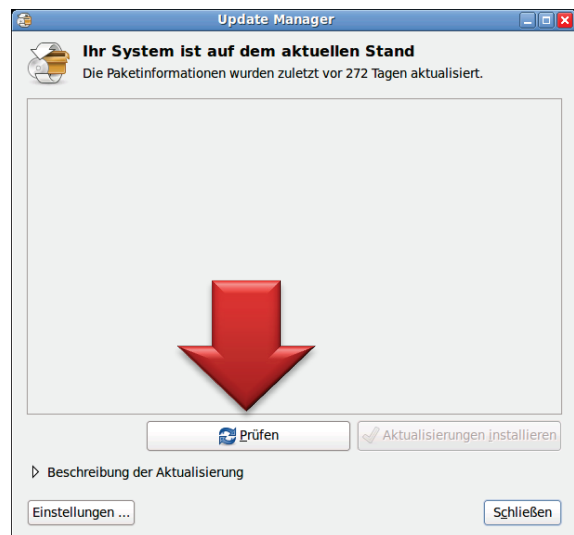 Update Manager
Ihr System ist auf dem aktuellen Stand
Die Paketinformationen wurden zuletzt vor 272 Tagen aktualisiert.
Prüfen
Aktualisierungen installieren
Beschreibung der Aktualisierung
Einstellungen ...
Schließen